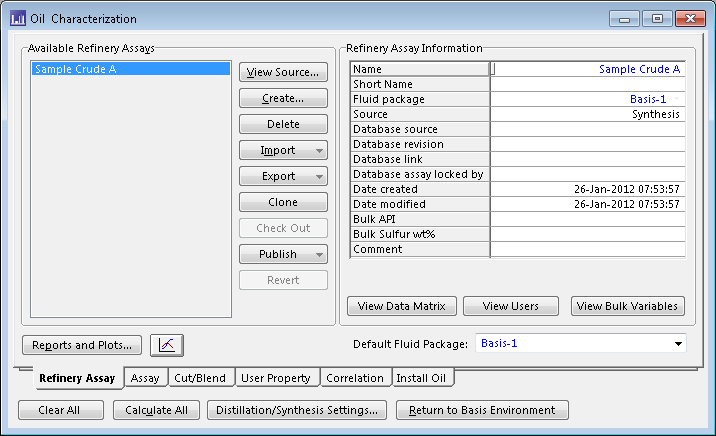 Oil Characterization
Available Refinery Assays
Sample Crude A
View Source...
Create...
Delete
Import
Export
Clone
Check Out
Publish
Revert
Refinery Assay Information
Name Sample Crude A
Short Name
Fluid package Basis-1
Source Synthesis
Database source
Database revision
Database link
Database assay locked by
Date created 26-Jan-2012 07:53:57
Date modified 26-Jan-2012 07:53:57
Bulk API
Bulk Sulfur wt%
Comment
View Data Matrix View Users View Bulk Variables
Reports and Plots... Default Fluid Package: Basis-1
Refinery Assay Assay Cut/Blend User Property Correlation Install Oil
Clear All Calculate All Distillation/Synthesis Settings... Return to Basis Environment